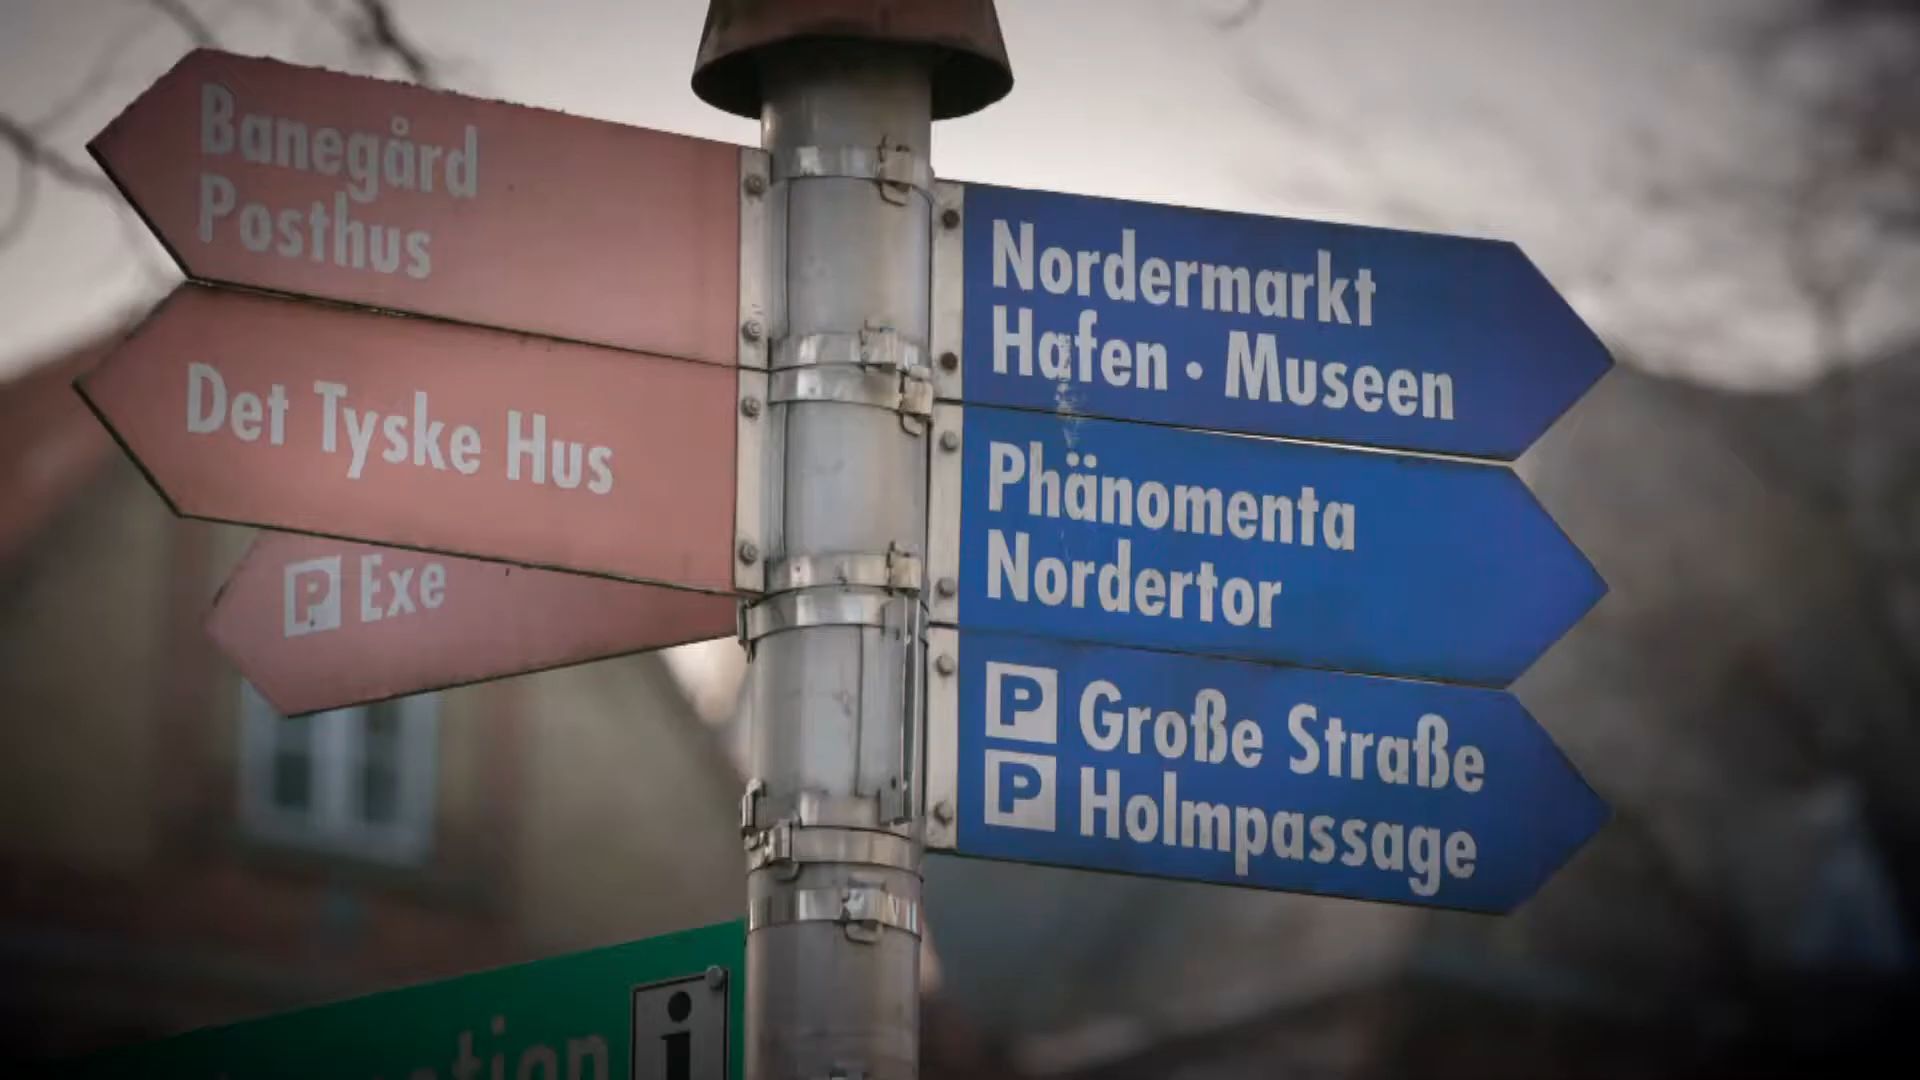 Banegård
Posthus
Det Tyske Hus
P Exe
Nordermarkt
Hafen · Museen
Phänomenta
Nordertor
P Große Straße
P Holmpassage
i